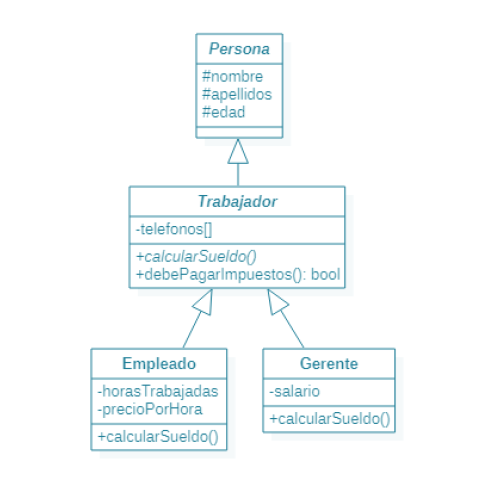 Persona
#nombre
#apellidos
#edad
Trabajador
-telefonos[]
+calcularSueldo()
+debePagarImpuestos(): bool
Empleado
-horasTrabajadas
-precioPorHora
+calcularSueldo()
Gerente
-salario
+calcularSueldo()